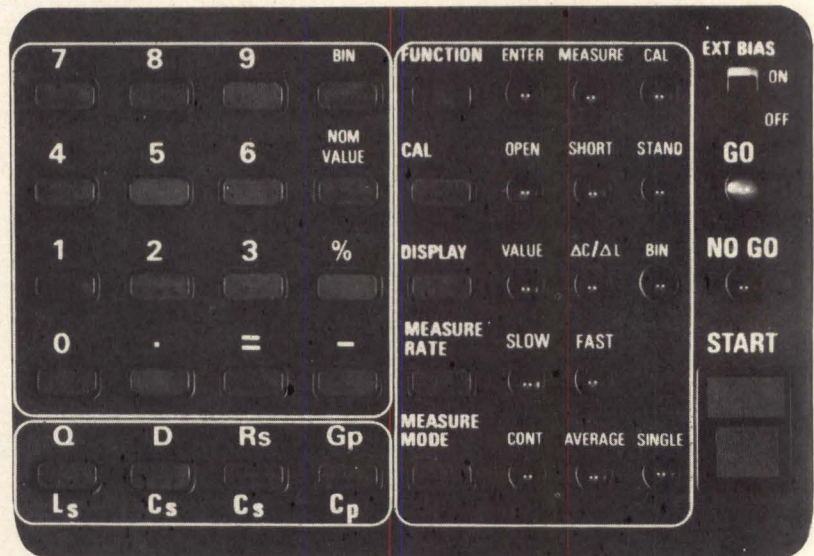 7 8 9 BIN
4 5 6 NOM VALUE
1 2 3 %
0 . = −
Q D Rs Gp
Ls Cs Cs Cp
FUNCTION ENTER MEASURE CAL
CAL OPEN SHORT STAND
DISPLAY VALUE ΔC/ΔL BIN
MEASURE RATE SLOW FAST
MEASURE MODE CONT AVERAGE SINGLE
EXT BIAS
ON
OFF
GO
NO GO
START